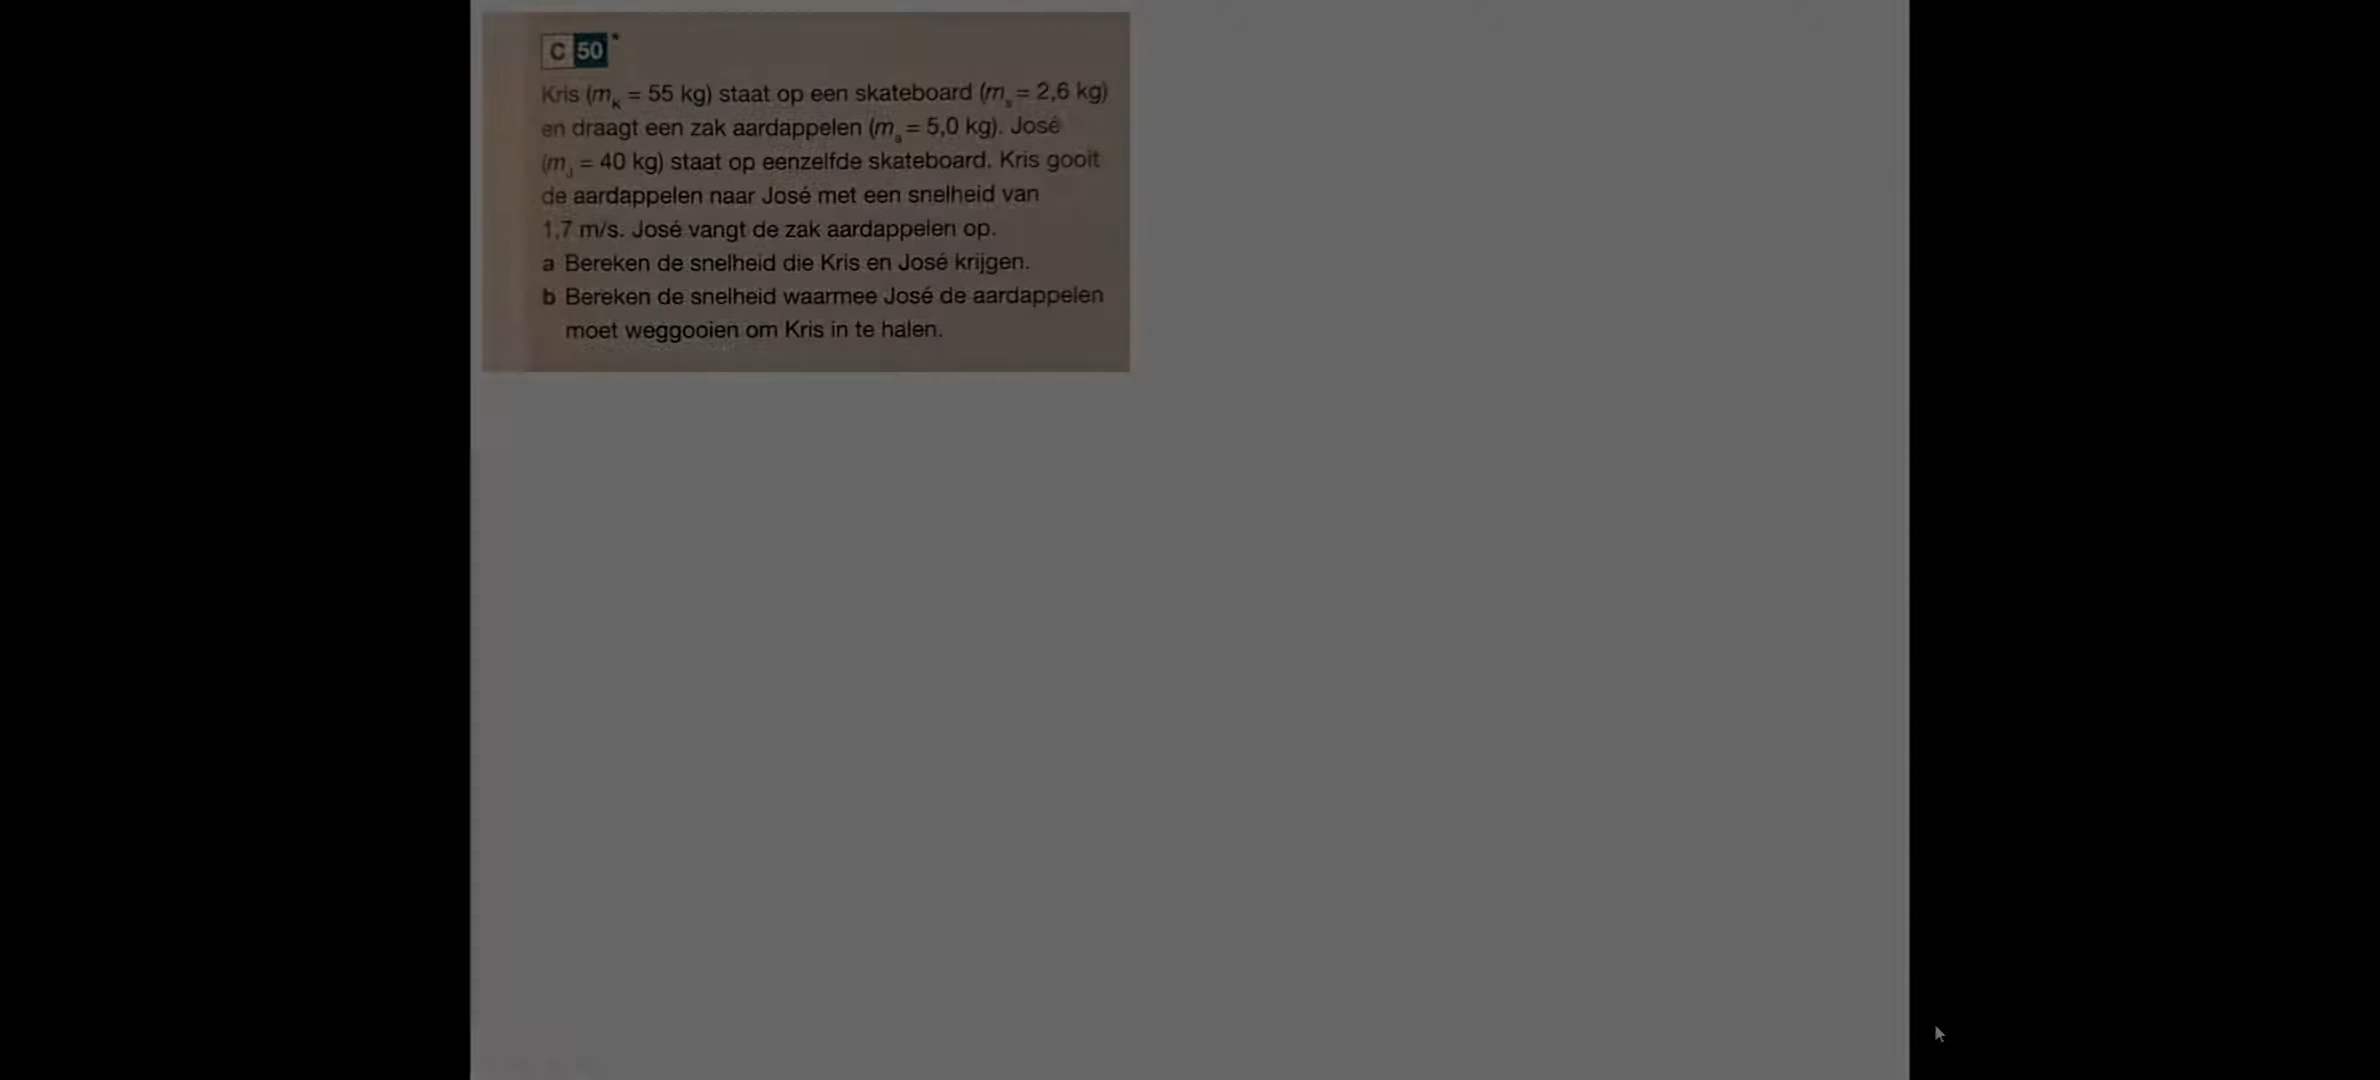 C 50 *
Kris (mK = 55 kg) staat op een skateboard (ms = 2,6 kg)
en draagt een zak aardappelen (ma = 5,0 kg). José
(mJ = 40 kg) staat op eenzelfde skateboard. Kris gooit
de aardappelen naar José met een snelheid van
1,7 m/s. José vangt de zak aardappelen op.
a Bereken de snelheid die Kris en José krijgen.
b Bereken de snelheid waarmee José de aardappelen
moet weggooien om Kris in te halen.